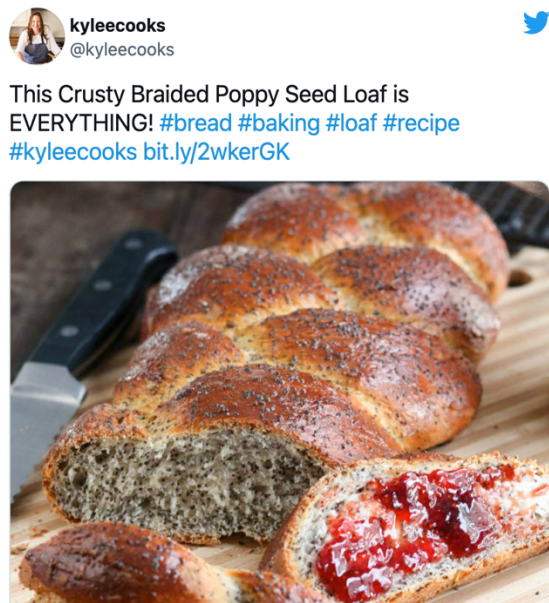 kyleecooks
@kyleecooks
This Crusty Braided Poppy Seed Loaf is
EVERYTHING! #bread #baking #loaf #recipe
#kyleecooks bit.ly/2wkerGK